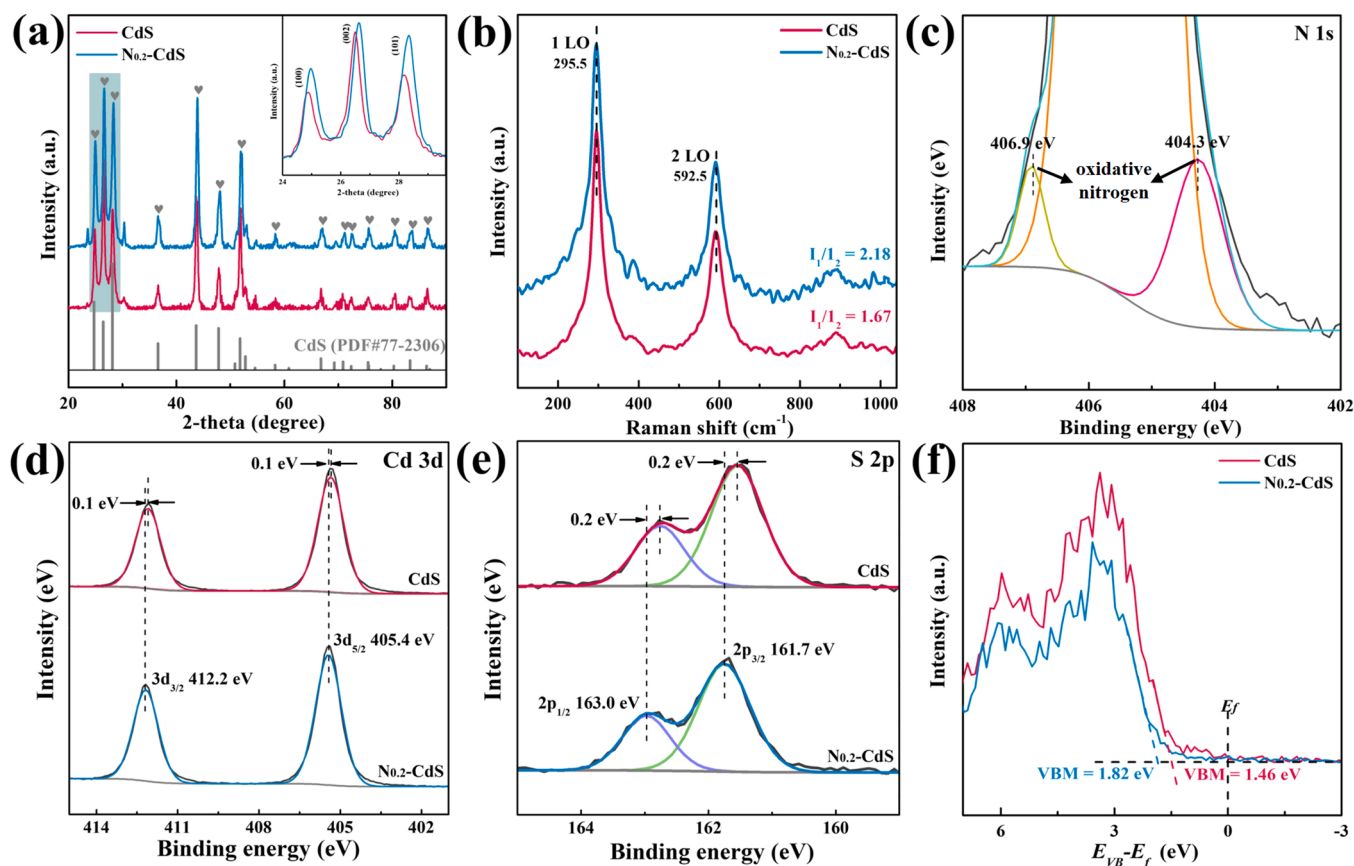 (a)
CdS
N0.2-CdS
Intensity (a.u.)
(100)
(002)
(101)
24
26
28
2-theta (degree)
Intensity (a.u.)
♥ ♥ ♥ ♥ ♥ ♥ ♥ ♥ ♥ ♥ ♥ ♥ ♥ ♥ ♥
CdS (PDF#77-2306)
20
40
60
80
2-theta (degree)
(b)
CdS
N0.2-CdS
1 LO
295.5
2 LO
592.5
I1/I2 = 2.18
I1/I2 = 1.67
Intensity (a.u.)
200
400
600
800
1000
Raman shift (cm-1)
(c)
N 1s
406.9 eV
404.3 eV
oxidative
nitrogen
Intensity (eV)
408
406
404
402
Binding energy (eV)
(d)
Cd 3d
0.1 eV
0.1 eV
CdS
3d5/2 405.4 eV
3d3/2 412.2 eV
N0.2-CdS
Intensity (eV)
414
411
408
405
402
Binding energy (eV)
(e)
S 2p
0.2 eV
0.2 eV
CdS
2p3/2 161.7 eV
2p1/2 163.0 eV
N0.2-CdS
Intensity (eV)
164
162
160
Binding energy (eV)
(f)
CdS
N0.2-CdS
Ef
VBM = 1.82 eV
VBM = 1.46 eV
Intensity (a.u.)
6
3
0
-3
EVB-Ef (eV)